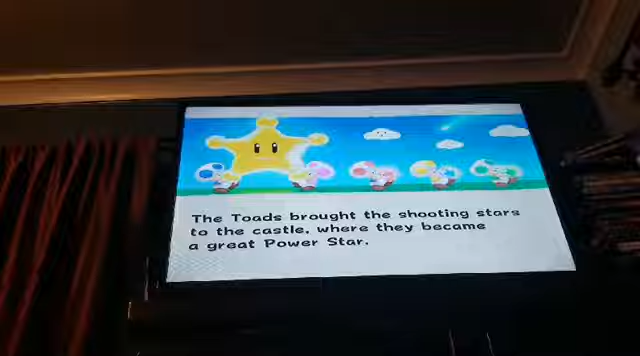 The Toads brought the shooting stars
to the castle, where they became
a great Power Star.